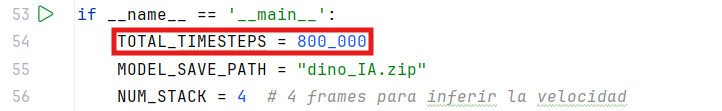 53 if __name__ == '__main__':
54 TOTAL_TIMESTEPS = 800_000
55 MODEL_SAVE_PATH = "dino_IA.zip"
56 NUM_STACK = 4  # 4 frames para inferir la velocidad